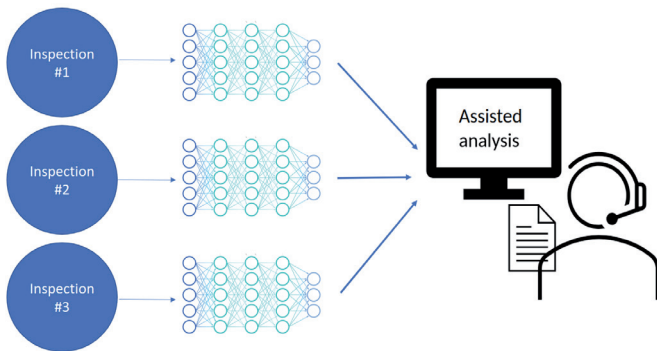 Inspection
#1
Assisted
analysis
Inspection
#2
Inspection
#3